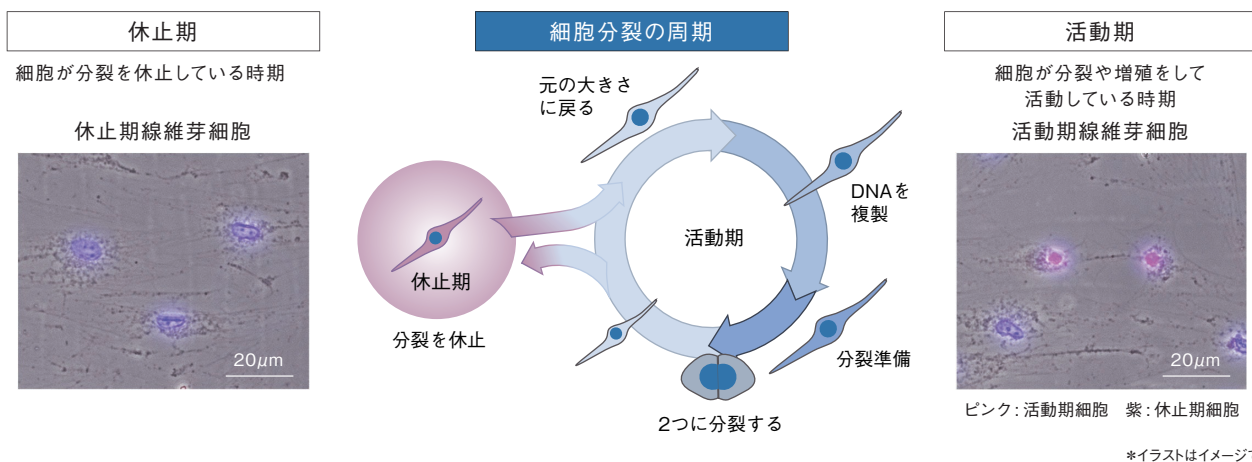 休止期
細胞が分裂を休止している時期
休止期線維芽細胞
20μm
細胞分裂の周期
元の大きさ
に戻る
DNAを
複製
活動期
休止期
分裂を休止
分裂準備
2つに分裂する
活動期
細胞が分裂や増殖をして
活動している時期
活動期線維芽細胞
20μm
ピンク：活動期細胞　紫：休止期細胞
*イラストはイメージで